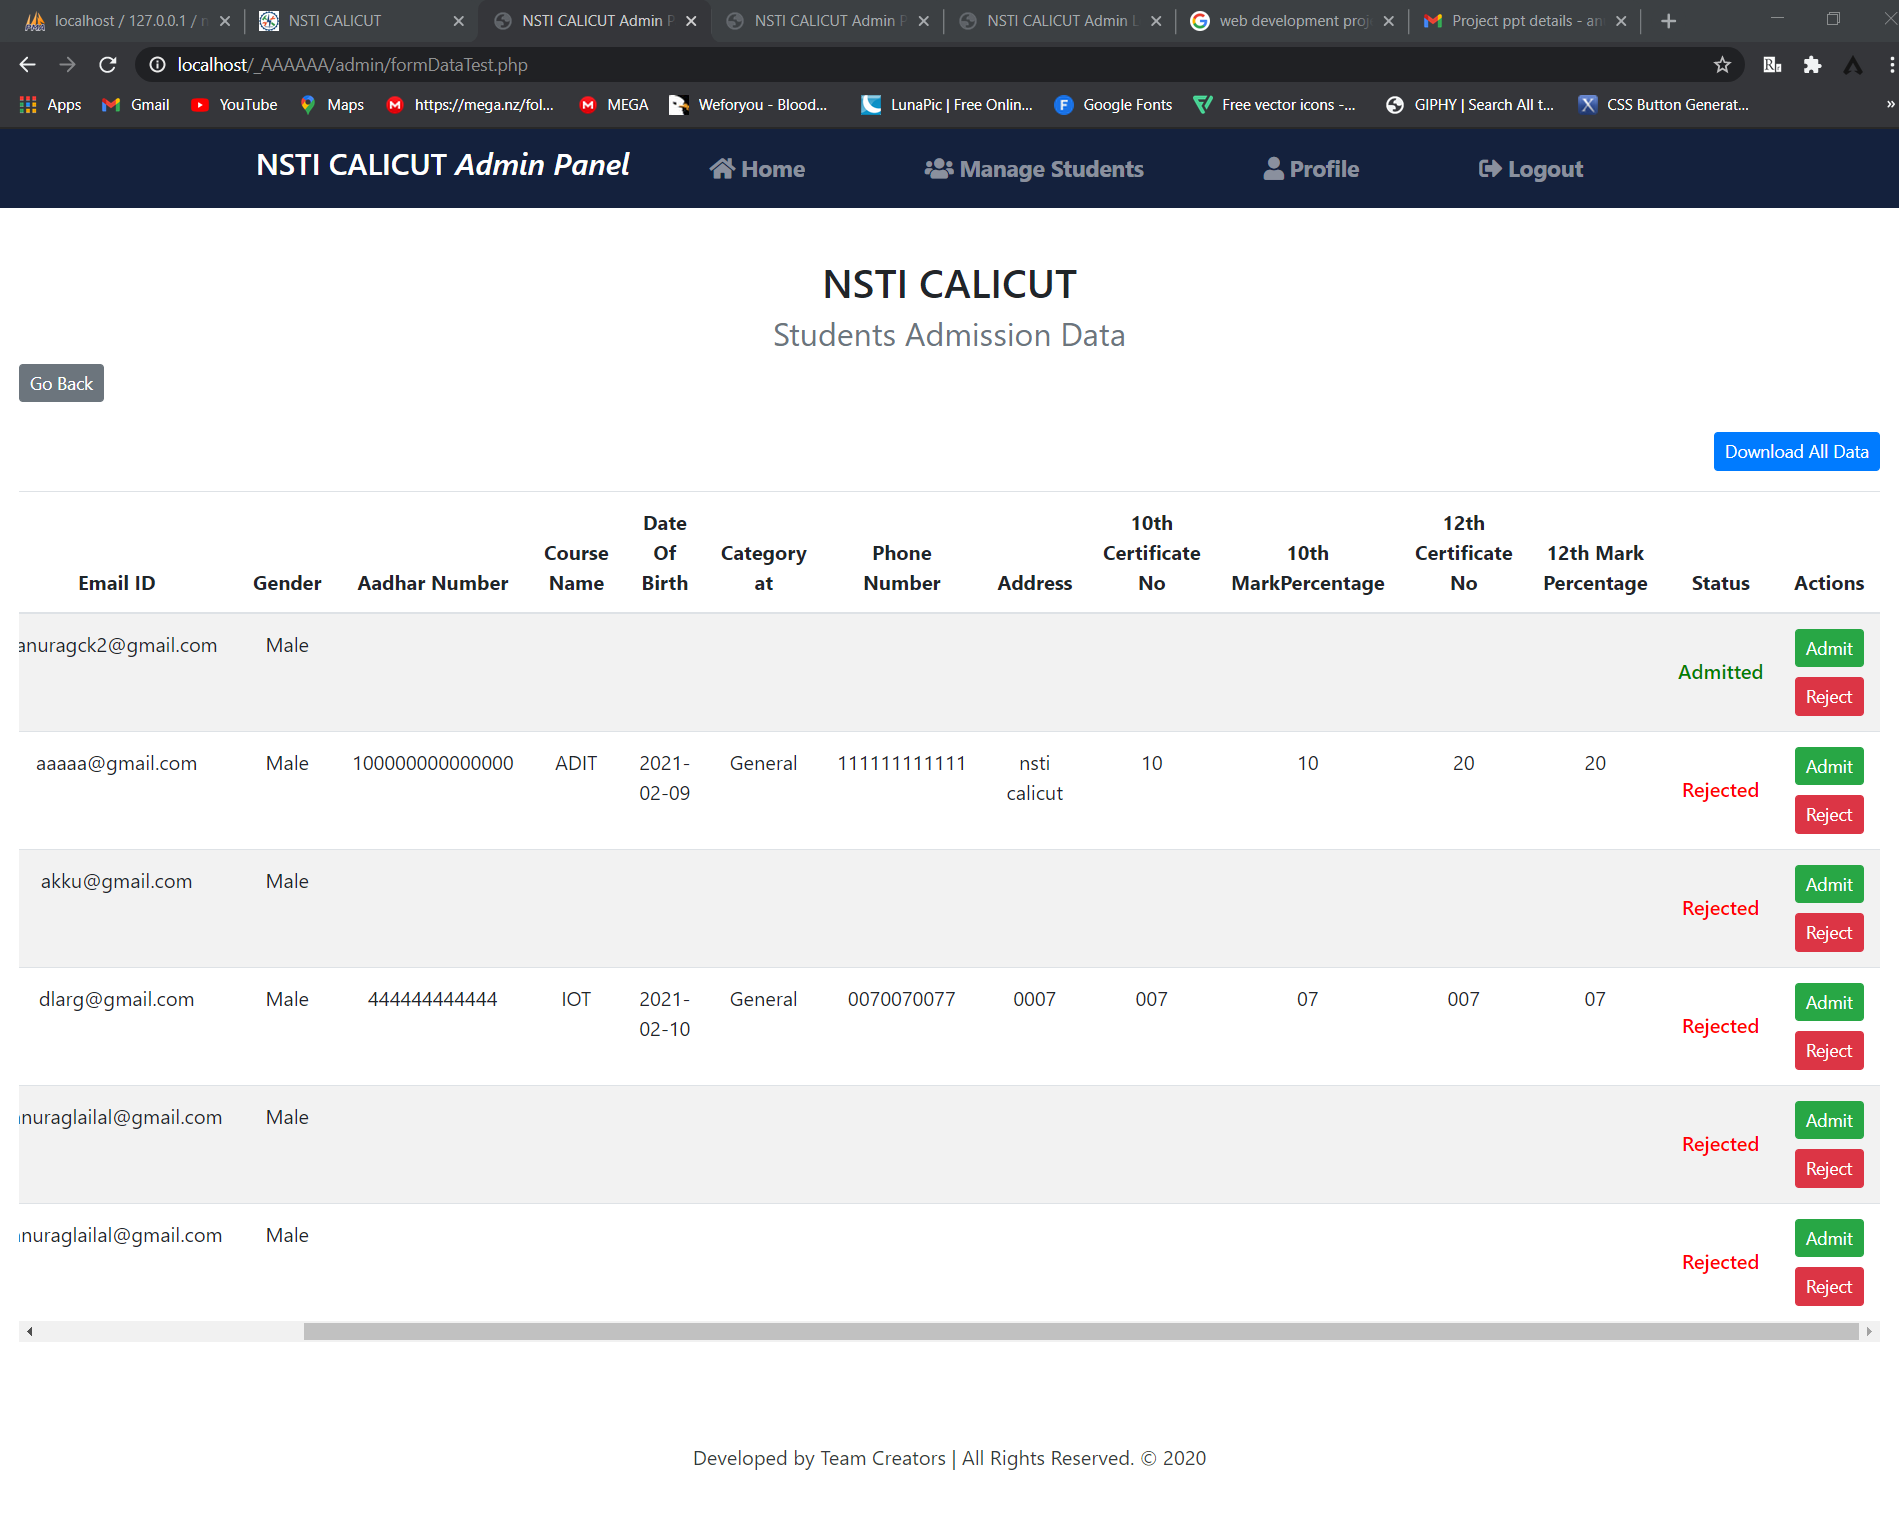 localhost / 127.0.0.1 / n
NSTI CALICUT
NSTI CALICUT Admin P
NSTI CALICUT Admin P
NSTI CALICUT Admin L
web development proj
Project ppt details - an
localhost/_AAAAAA/admin/formDataTest.php
Apps
Gmail
YouTube
Maps
https://mega.nz/fol...
MEGA
Weforyou - Blood...
LunaPic | Free Onlin...
Google Fonts
Free vector icons -...
GIPHY | Search All t...
CSS Button Generat...
»
NSTI CALICUT Admin Panel
Home
Manage Students
Profile
Logout
NSTI CALICUT
Students Admission Data
Go Back
Download All Data
Email ID
Gender
Aadhar Number
Course
Name
Date
Of
Birth
Category
at
Phone
Number
Address
10th
Certificate
No
10th
MarkPercentage
12th
Certificate
No
12th Mark
Percentage
Status
Actions
anuragck2@gmail.com
Male
Admitted
Admit
Reject
aaaaa@gmail.com
Male
100000000000000
ADIT
2021-
02-09
General
111111111111
nsti
calicut
10
10
20
20
Rejected
Admit
Reject
akku@gmail.com
Male
Rejected
Admit
Reject
dlarg@gmail.com
Male
444444444444
IOT
2021-
02-10
General
0070070077
0007
007
07
007
07
Rejected
Admit
Reject
nuraglailal@gmail.com
Male
Rejected
Admit
Reject
nuraglailal@gmail.com
Male
Rejected
Admit
Reject
Developed by Team Creators | All Rights Reserved. © 2020